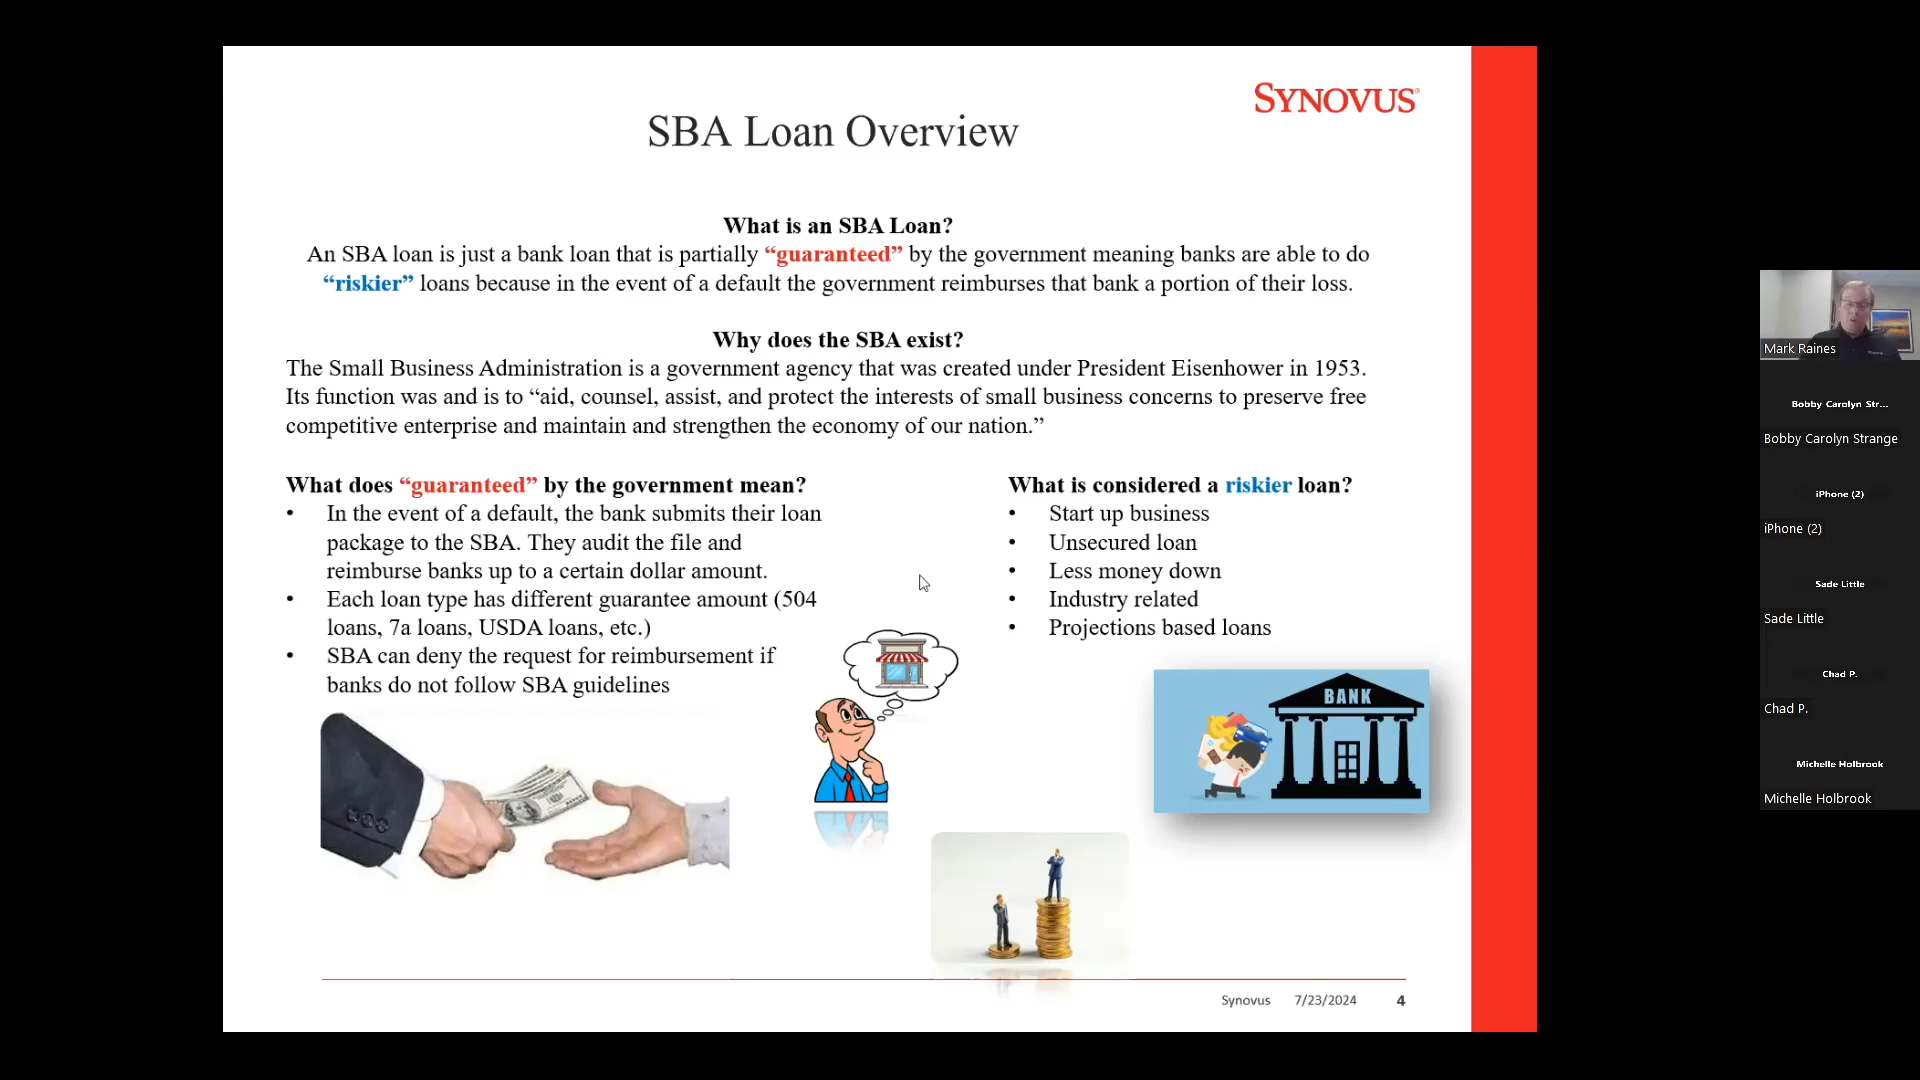 SYNOVUS
SBA Loan Overview
What is an SBA Loan?
An SBA loan is just a bank loan that is partially “guaranteed” by the government meaning banks are able to do
“riskier” loans because in the event of a default the government reimburses that bank a portion of their loss.
Why does the SBA exist?
The Small Business Administration is a government agency that was created under President Eisenhower in 1953.
Its function was and is to “aid, counsel, assist, and protect the interests of small business concerns to preserve free
competitive enterprise and maintain and strengthen the economy of our nation.”
What does “guaranteed” by the government mean?
• In the event of a default, the bank submits their loan
package to the SBA. They audit the file and
reimburse banks up to a certain dollar amount.
• Each loan type has different guarantee amount (504
loans, 7a loans, USDA loans, etc.)
• SBA can deny the request for reimbursement if
banks do not follow SBA guidelines
What is considered a riskier loan?
• Start up business
• Unsecured loan
• Less money down
• Industry related
• Projections based loans
BANK
Synovus 7/23/2024 4
Mark Raines
Bobby Carolyn Str...
Bobby Carolyn Strange
iPhone (2)
iPhone (2)
Sade Little
Sade Little
Chad P.
Chad P.
Michelle Holbrook
Michelle Holbrook